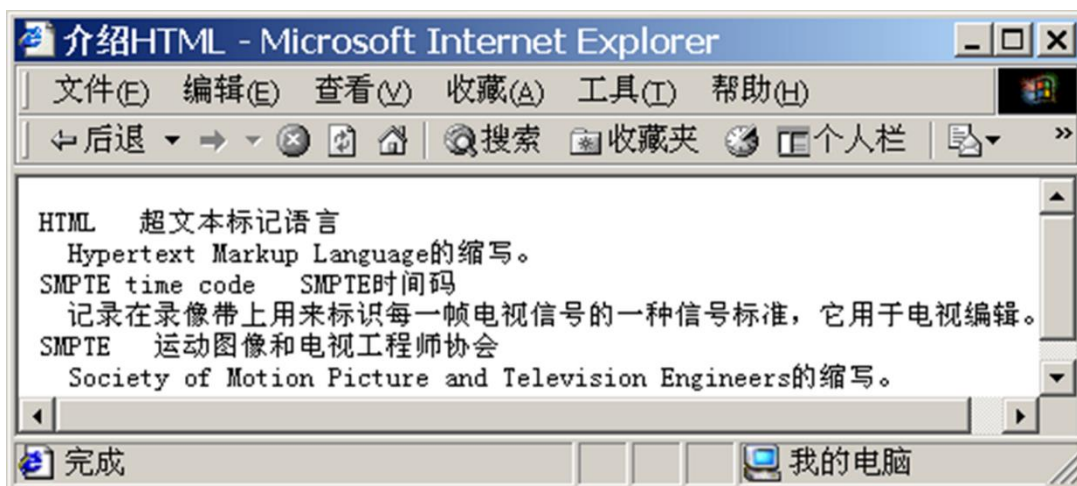 介绍HTML - Microsoft Internet Explorer
文件(F) 编辑(E) 查看(V) 收藏(A) 工具(T) 帮助(H)
后退 搜索 收藏夹 个人栏 »
HTML 超文本标记语言
Hypertext Markup Language的缩写。
SMPTE time code SMPTE时间码
记录在录像带上用来标识每一帧电视信号的一种信号标准，它用于电视编辑。
SMPTE 运动图像和电视工程师协会
Society of Motion Picture and Television Engineers的缩写。
完成 我的电脑